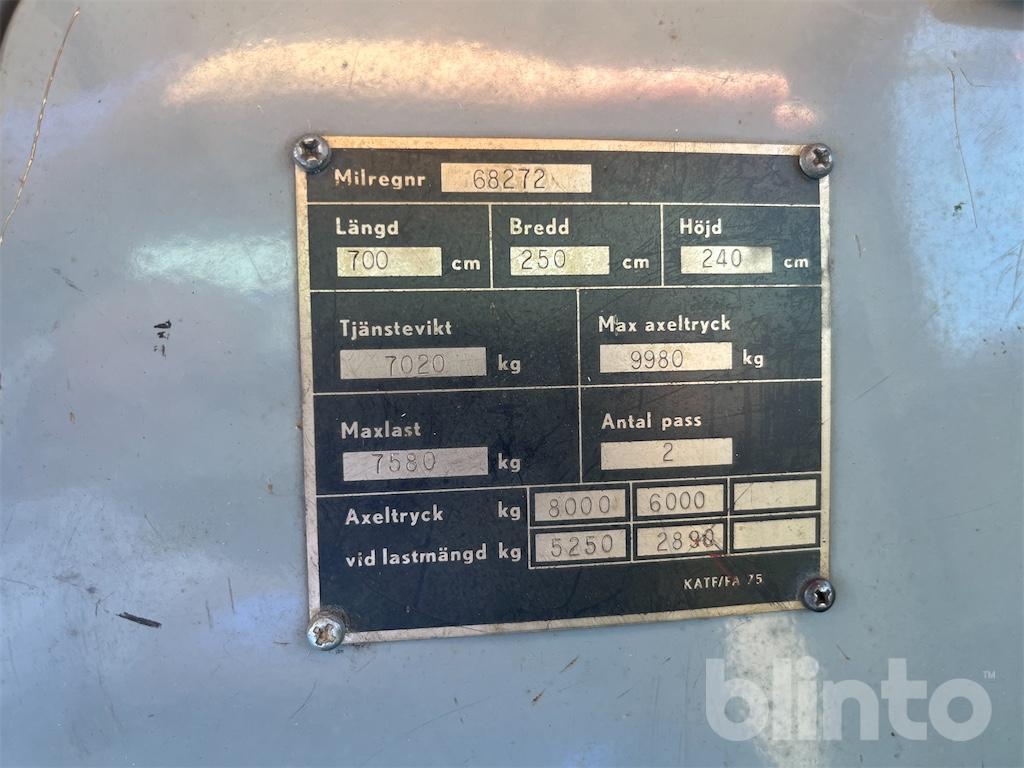 Milregnr 68272
Längd Bredd Höjd
700 cm 250 cm 240 cm
Tjänstevikt Max axeltryck
7020 kg 9980 kg
Maxlast Antal pass
7580 kg 2
Axeltryck kg 8000 6000
vid lastmängd kg 5250 2890
KATF/FA 75
blinto™